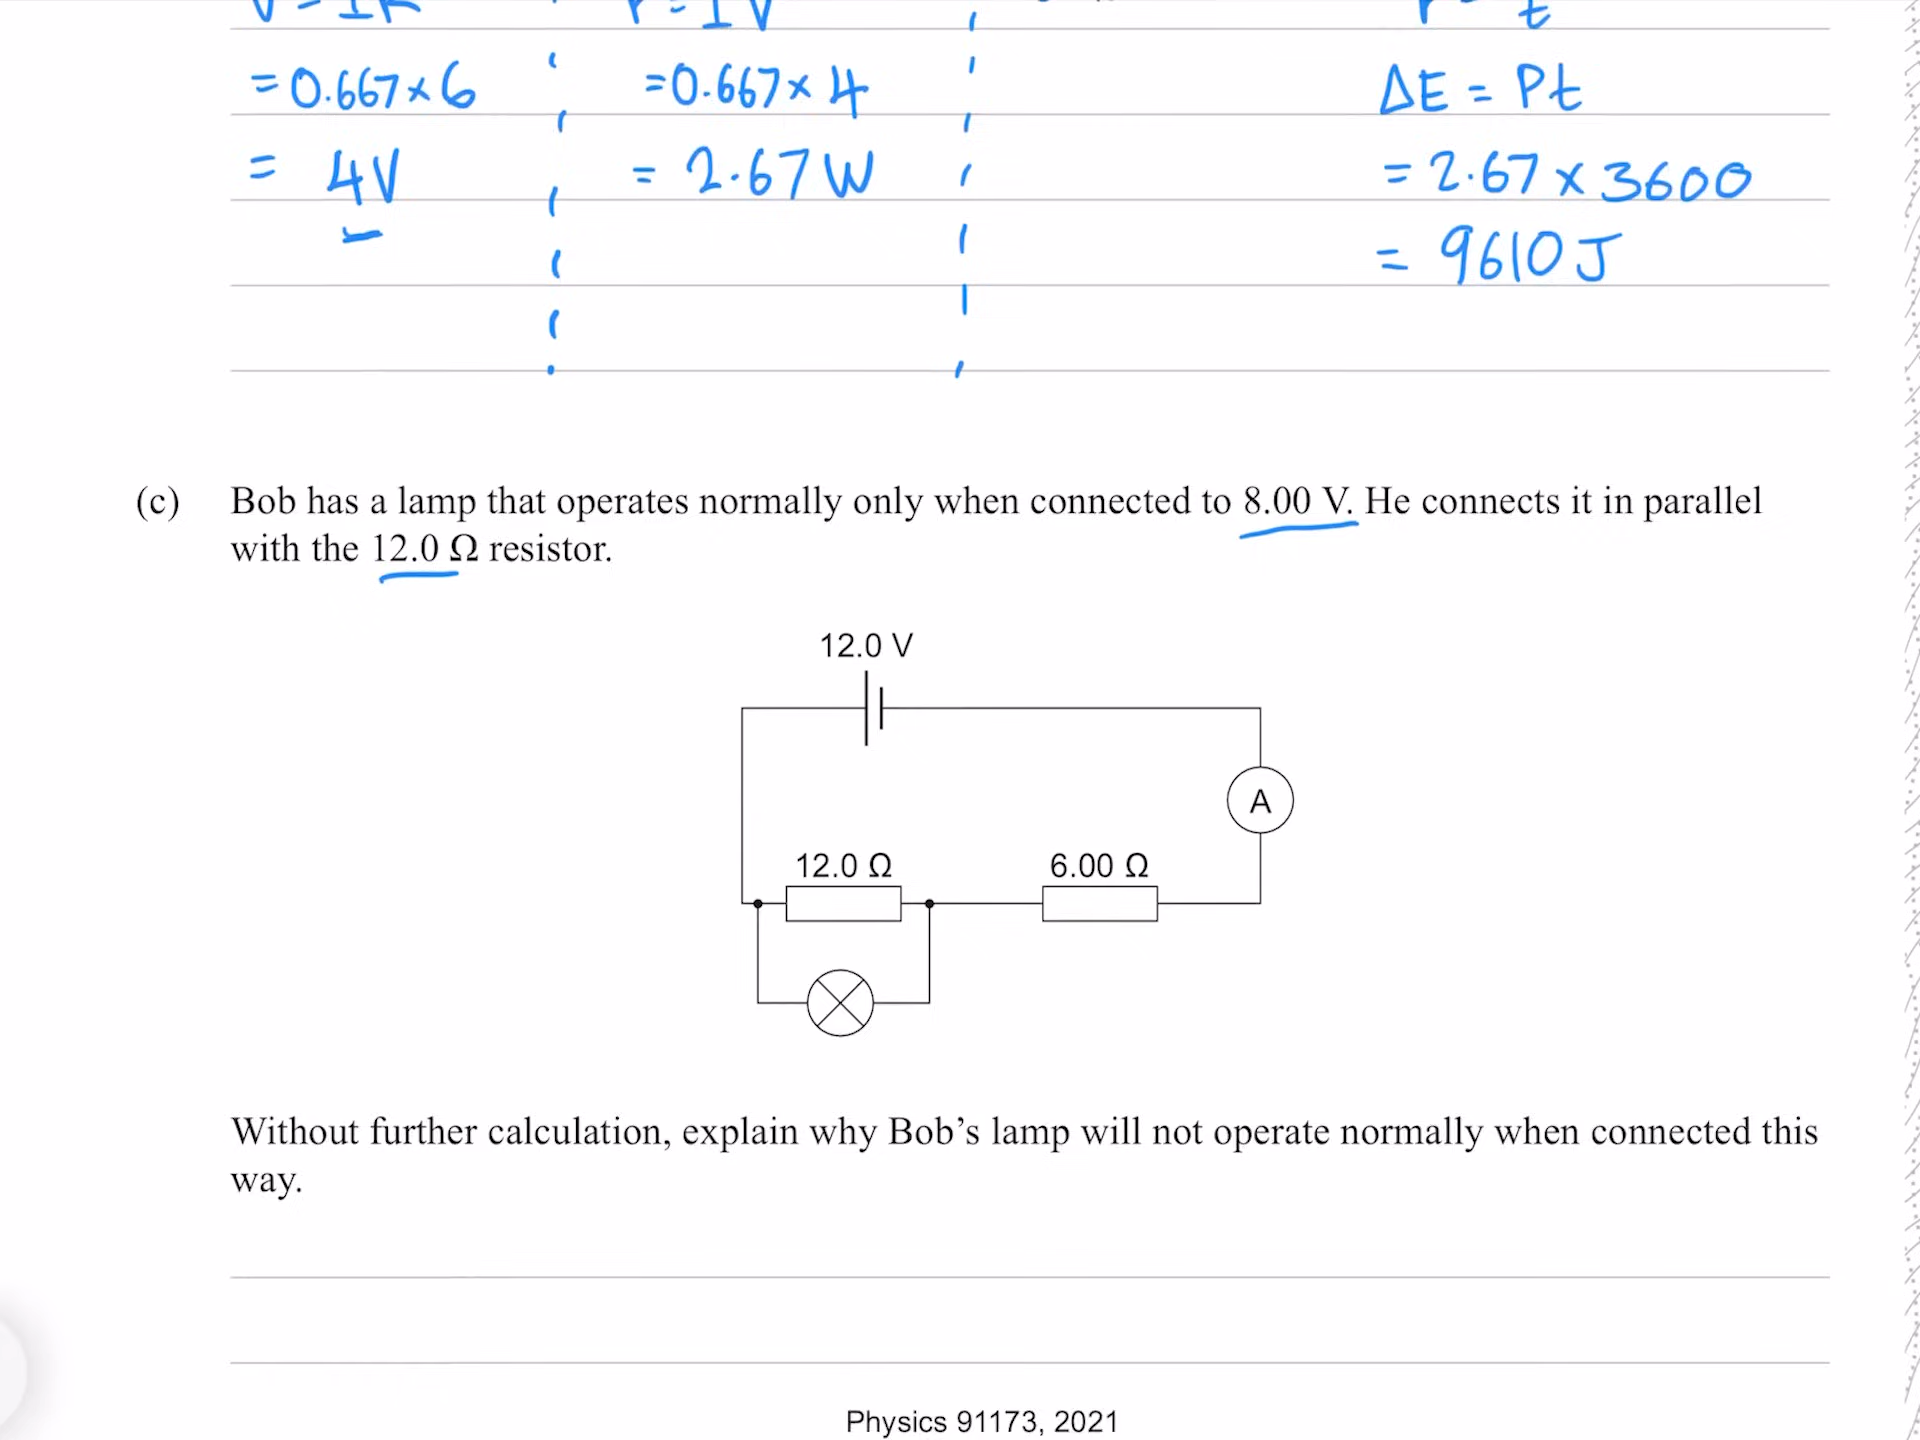 V = IR P = IV P = t
= 0.667 × 6 = 0.667 × 4 ΔE = Pt
= 4V = 2.67 W = 2.67 × 3600
= 9610 J
(c) Bob has a lamp that operates normally only when connected to 8.00 V. He connects it in parallel
with the 12.0 Ω resistor.
12.0 V
A
12.0 Ω 6.00 Ω
Without further calculation, explain why Bob’s lamp will not operate normally when connected this
way.
Physics 91173, 2021